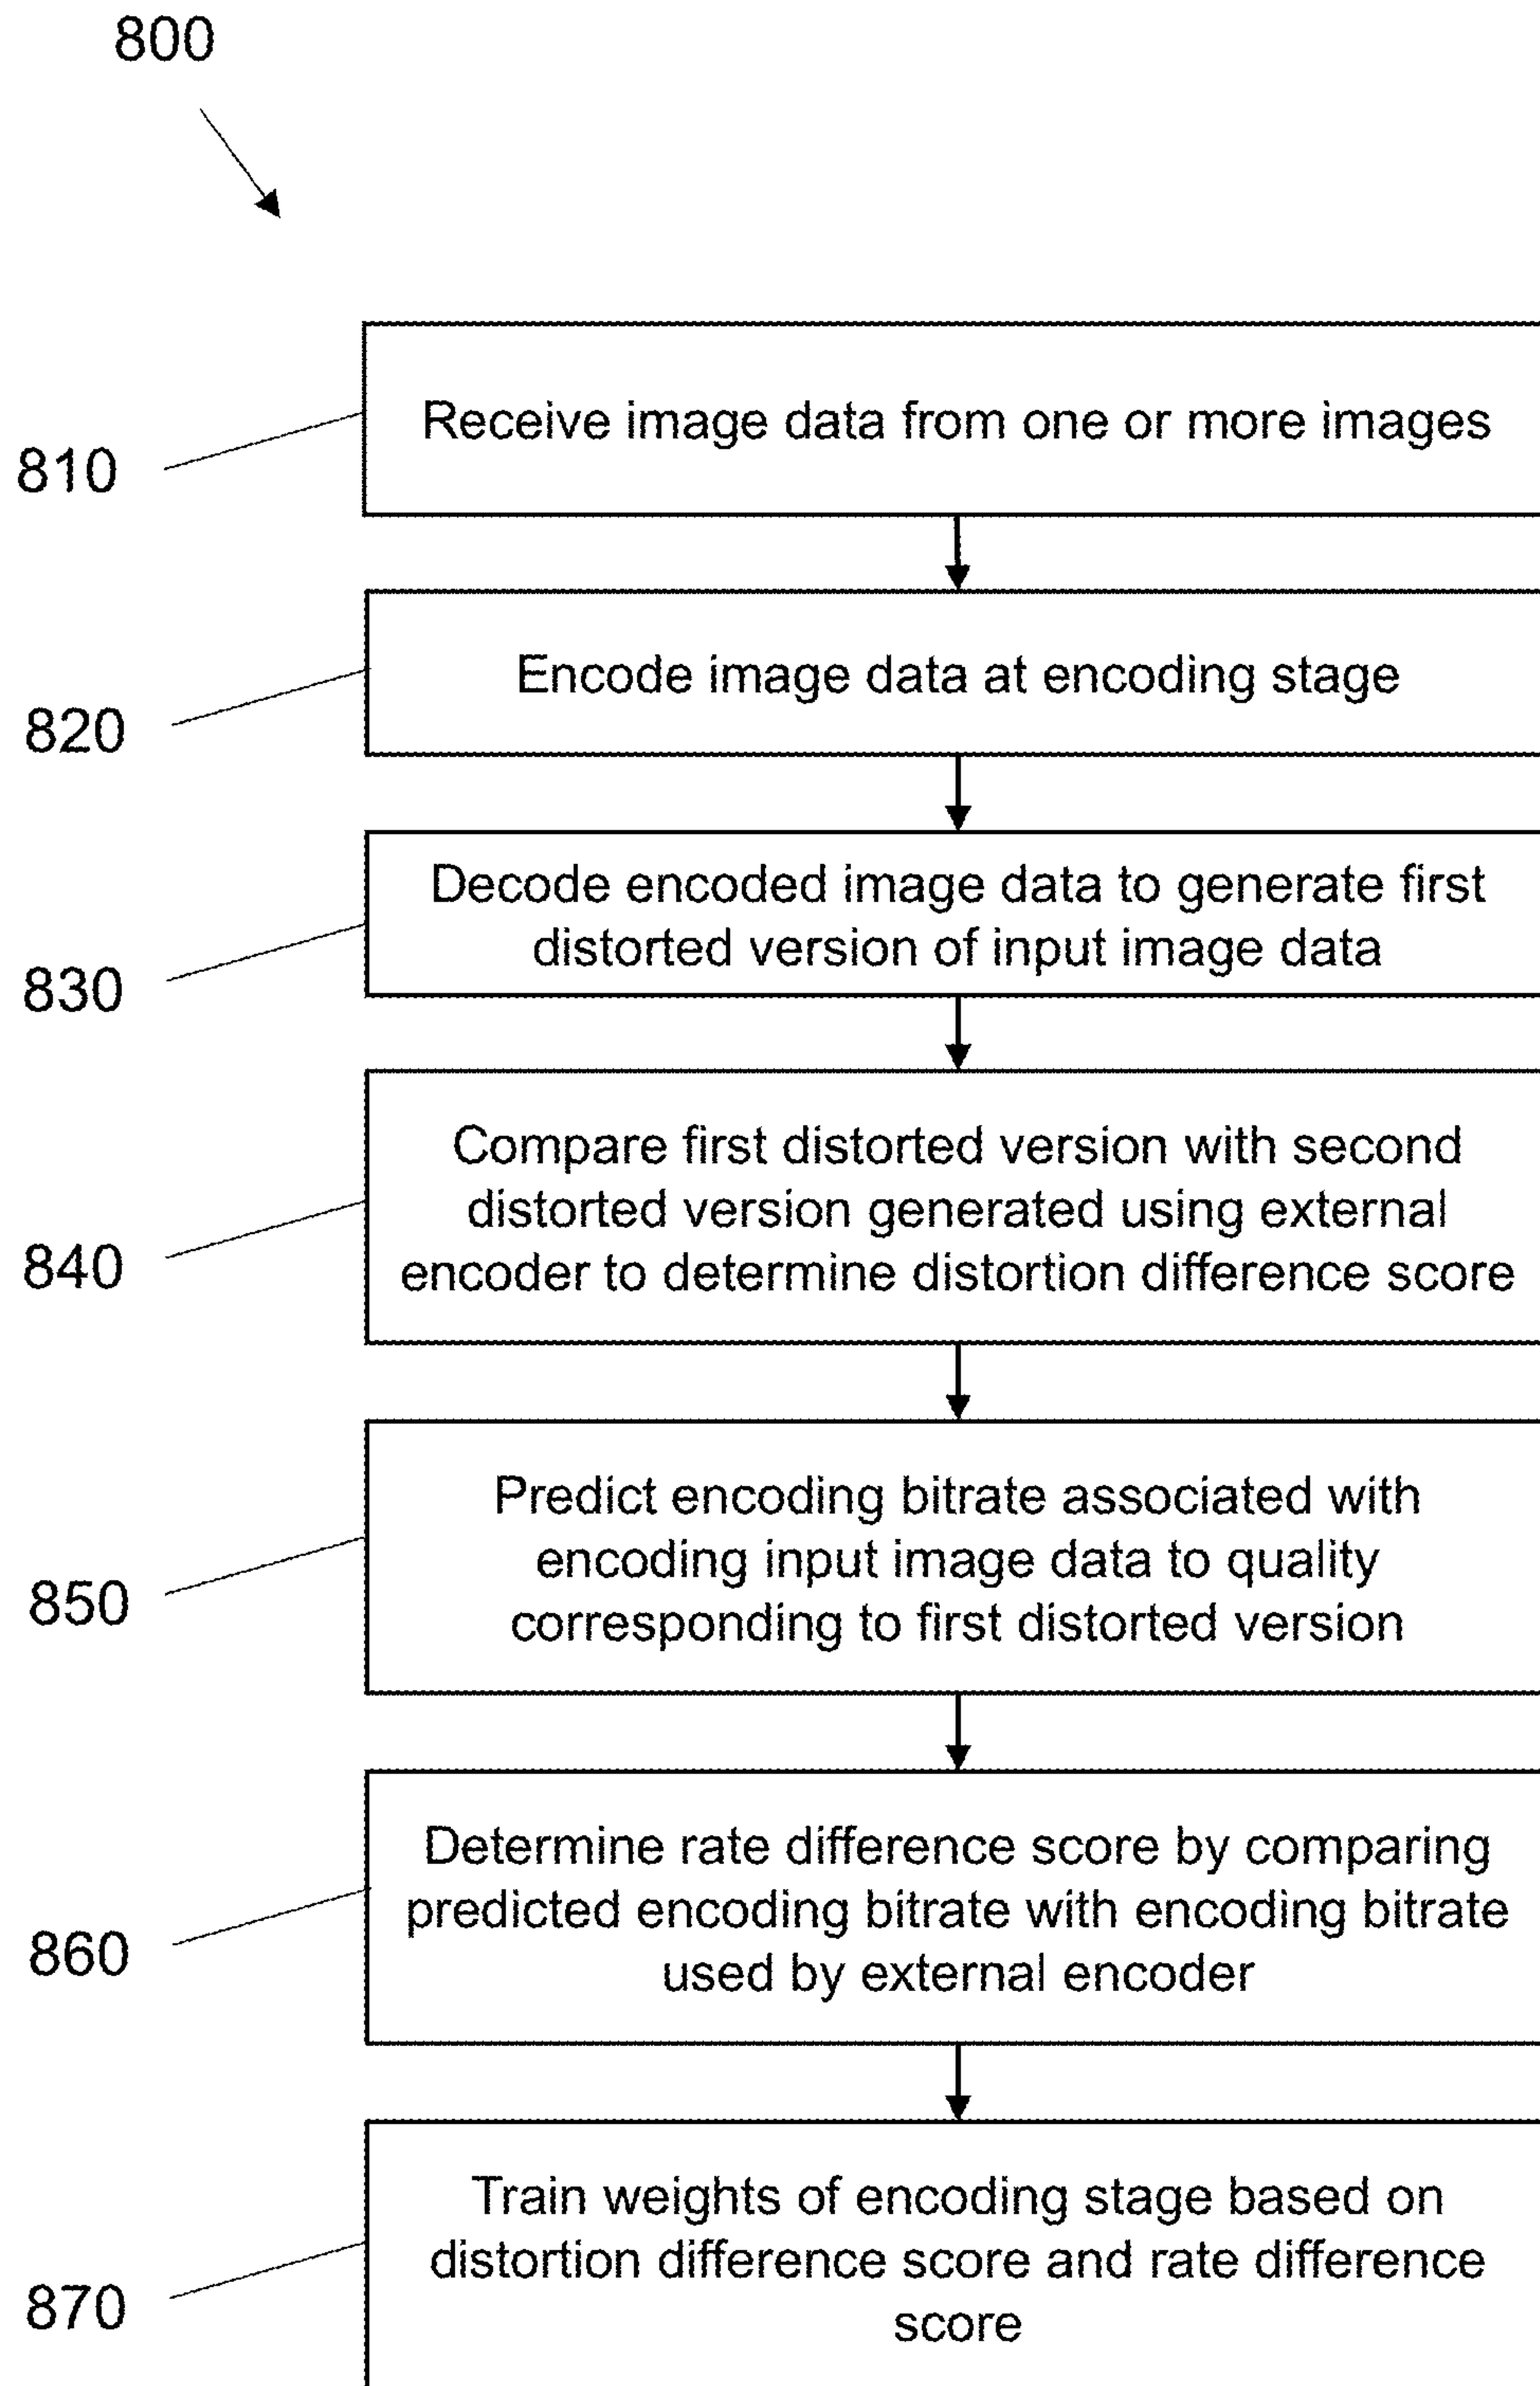 800
Receive image data from one or more images
810
Encode image data at encoding stage
820
Decode encoded image data to generate first
distorted version of input image data
830
Compare first distorted version with second
distorted version generated using external
encoder to determine distortion difference score
840
Predict encoding bitrate associated with
encoding input image data to quality
corresponding to first distorted version
850
Determine rate difference score by comparing
predicted encoding bitrate with encoding bitrate
used by external encoder
860
Train weights of encoding stage based on
distortion difference score and rate difference
score
870